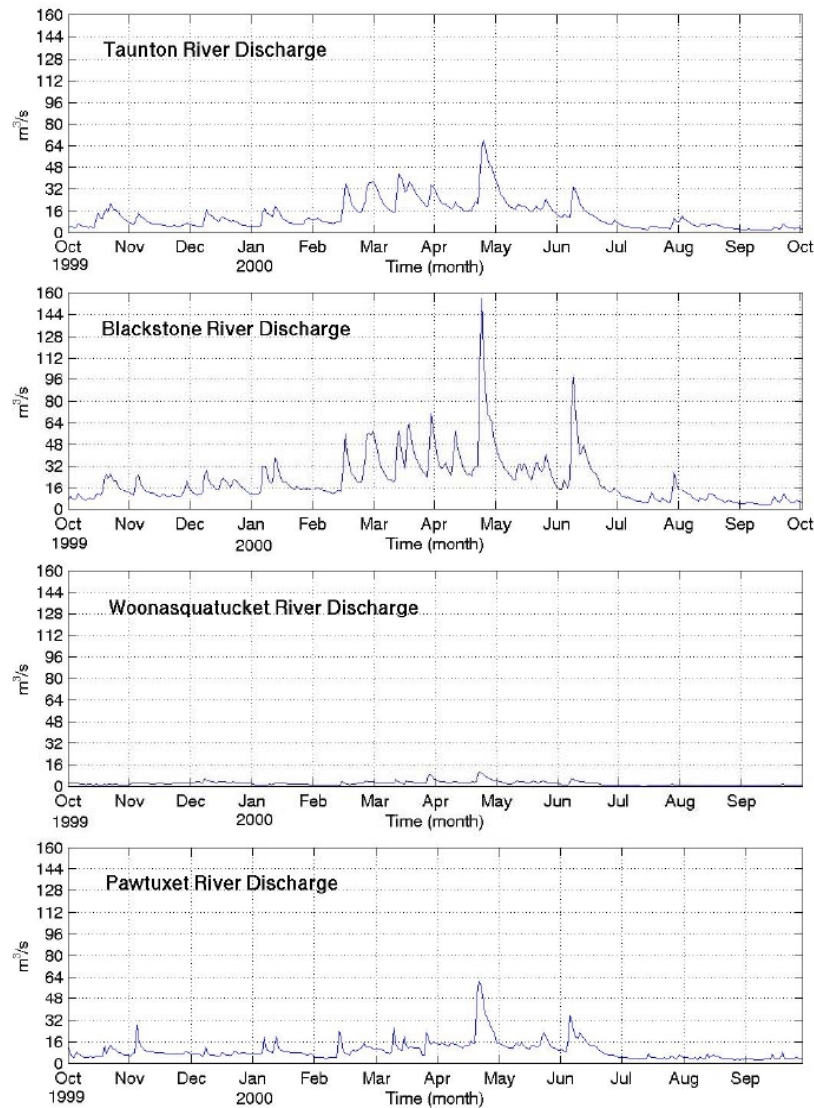 160
144
Taunton River Discharge
128
112
96
m³/s
80
64
48
32
16
0
Oct Nov Dec Jan Feb Mar Apr May Jun Jul Aug Sep Oct
1999 2000 Time (month)
160
144
Blackstone River Discharge
128
112
96
m³/s
80
64
48
32
16
0
Oct Nov Dec Jan Feb Mar Apr May Jun Jul Aug Sep Oct
1999 2000 Time (month)
160
144
Woonasquatucket River Discharge
128
112
96
m³/s
80
64
48
32
16
0
Oct Nov Dec Jan Feb Mar Apr May Jun Jul Aug Sep
1999 2000 Time (month)
160
144
Pawtuxet River Discharge
128
112
96
m³/s
80
64
48
32
16
0
Oct Nov Dec Jan Feb Mar Apr May Jun Jul Aug Sep
1999 2000 Time (month)